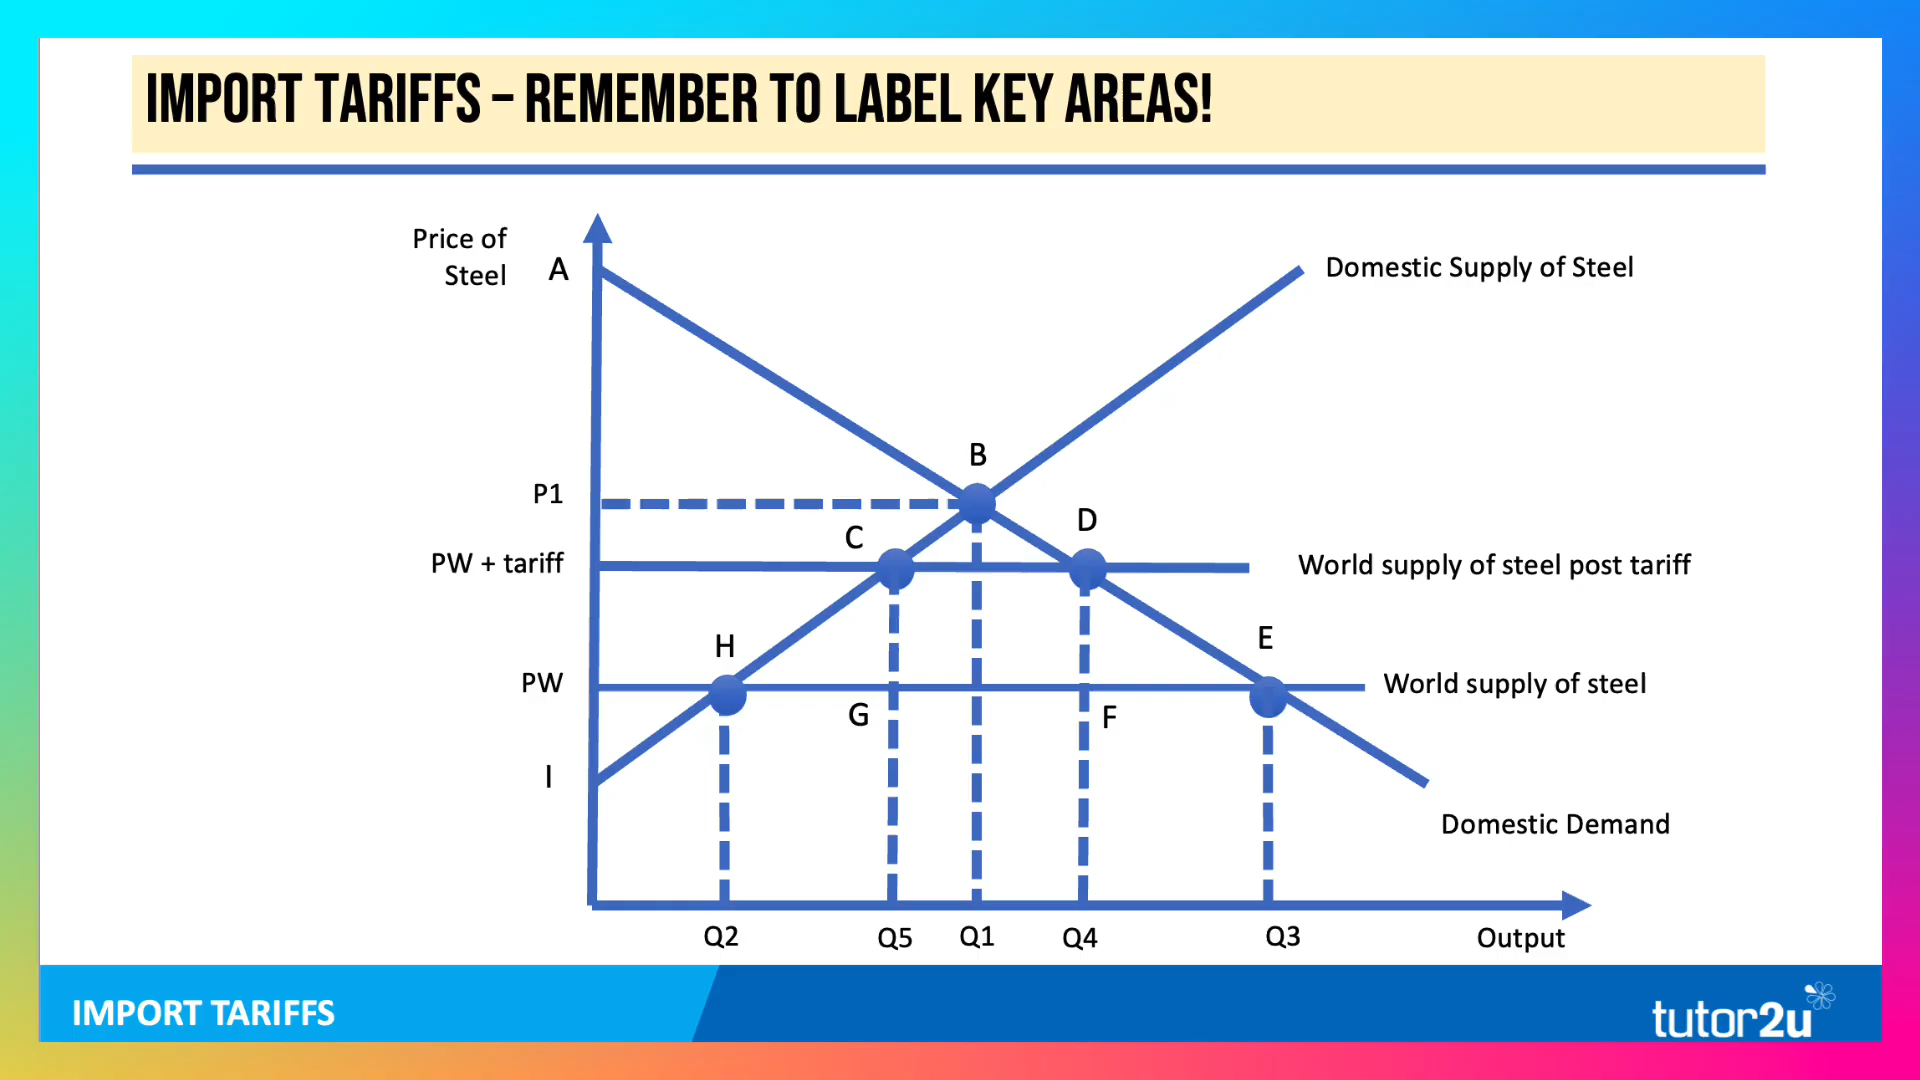 IMPORT TARIFFS – REMEMBER TO LABEL KEY AREAS!
Price of
Steel
A
Domestic Supply of Steel
B
P1
D
C
PW + tariff
World supply of steel post tariff
E
H
PW
World supply of steel
G
F
I
Domestic Demand
Q2
Q5
Q1
Q4
Q3
Output
IMPORT TARIFFS
tutor2u